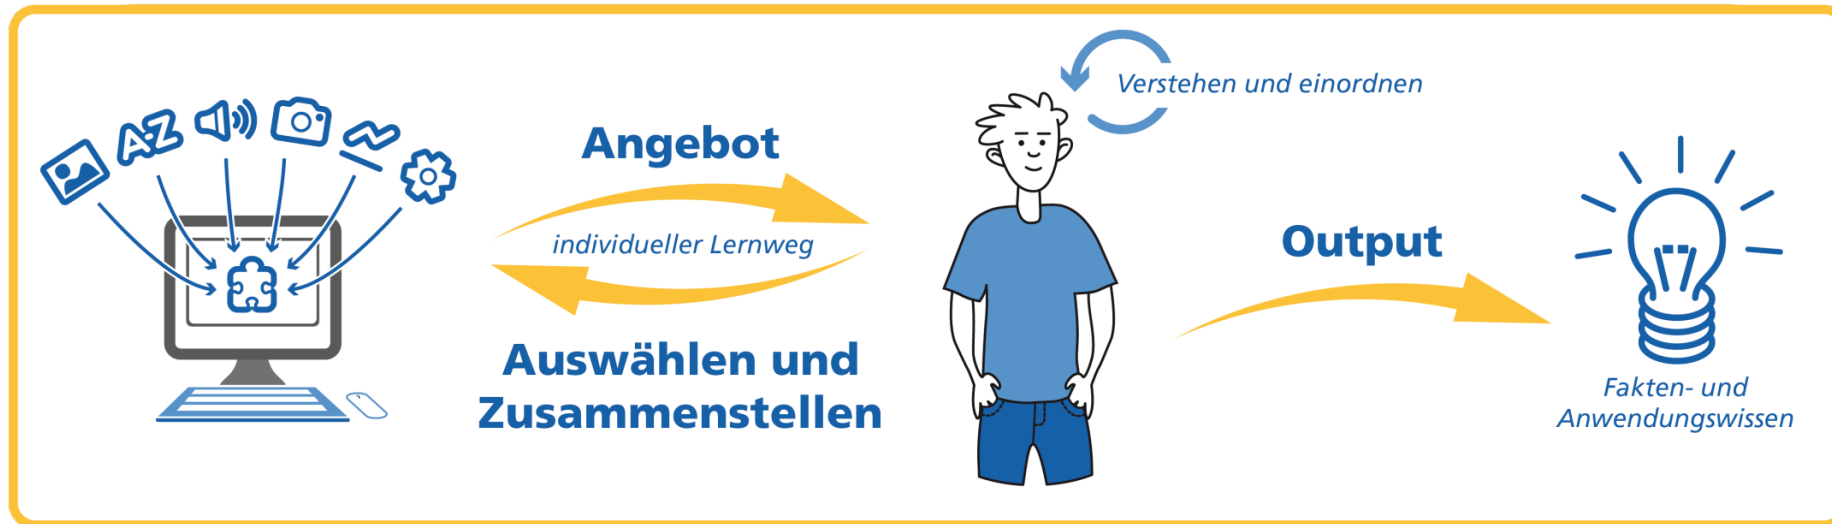 A-Z
Angebot
individueller Lernweg
Auswählen und
Zusammenstellen
Verstehen und einordnen
Output
Fakten- und
Anwendungswissen